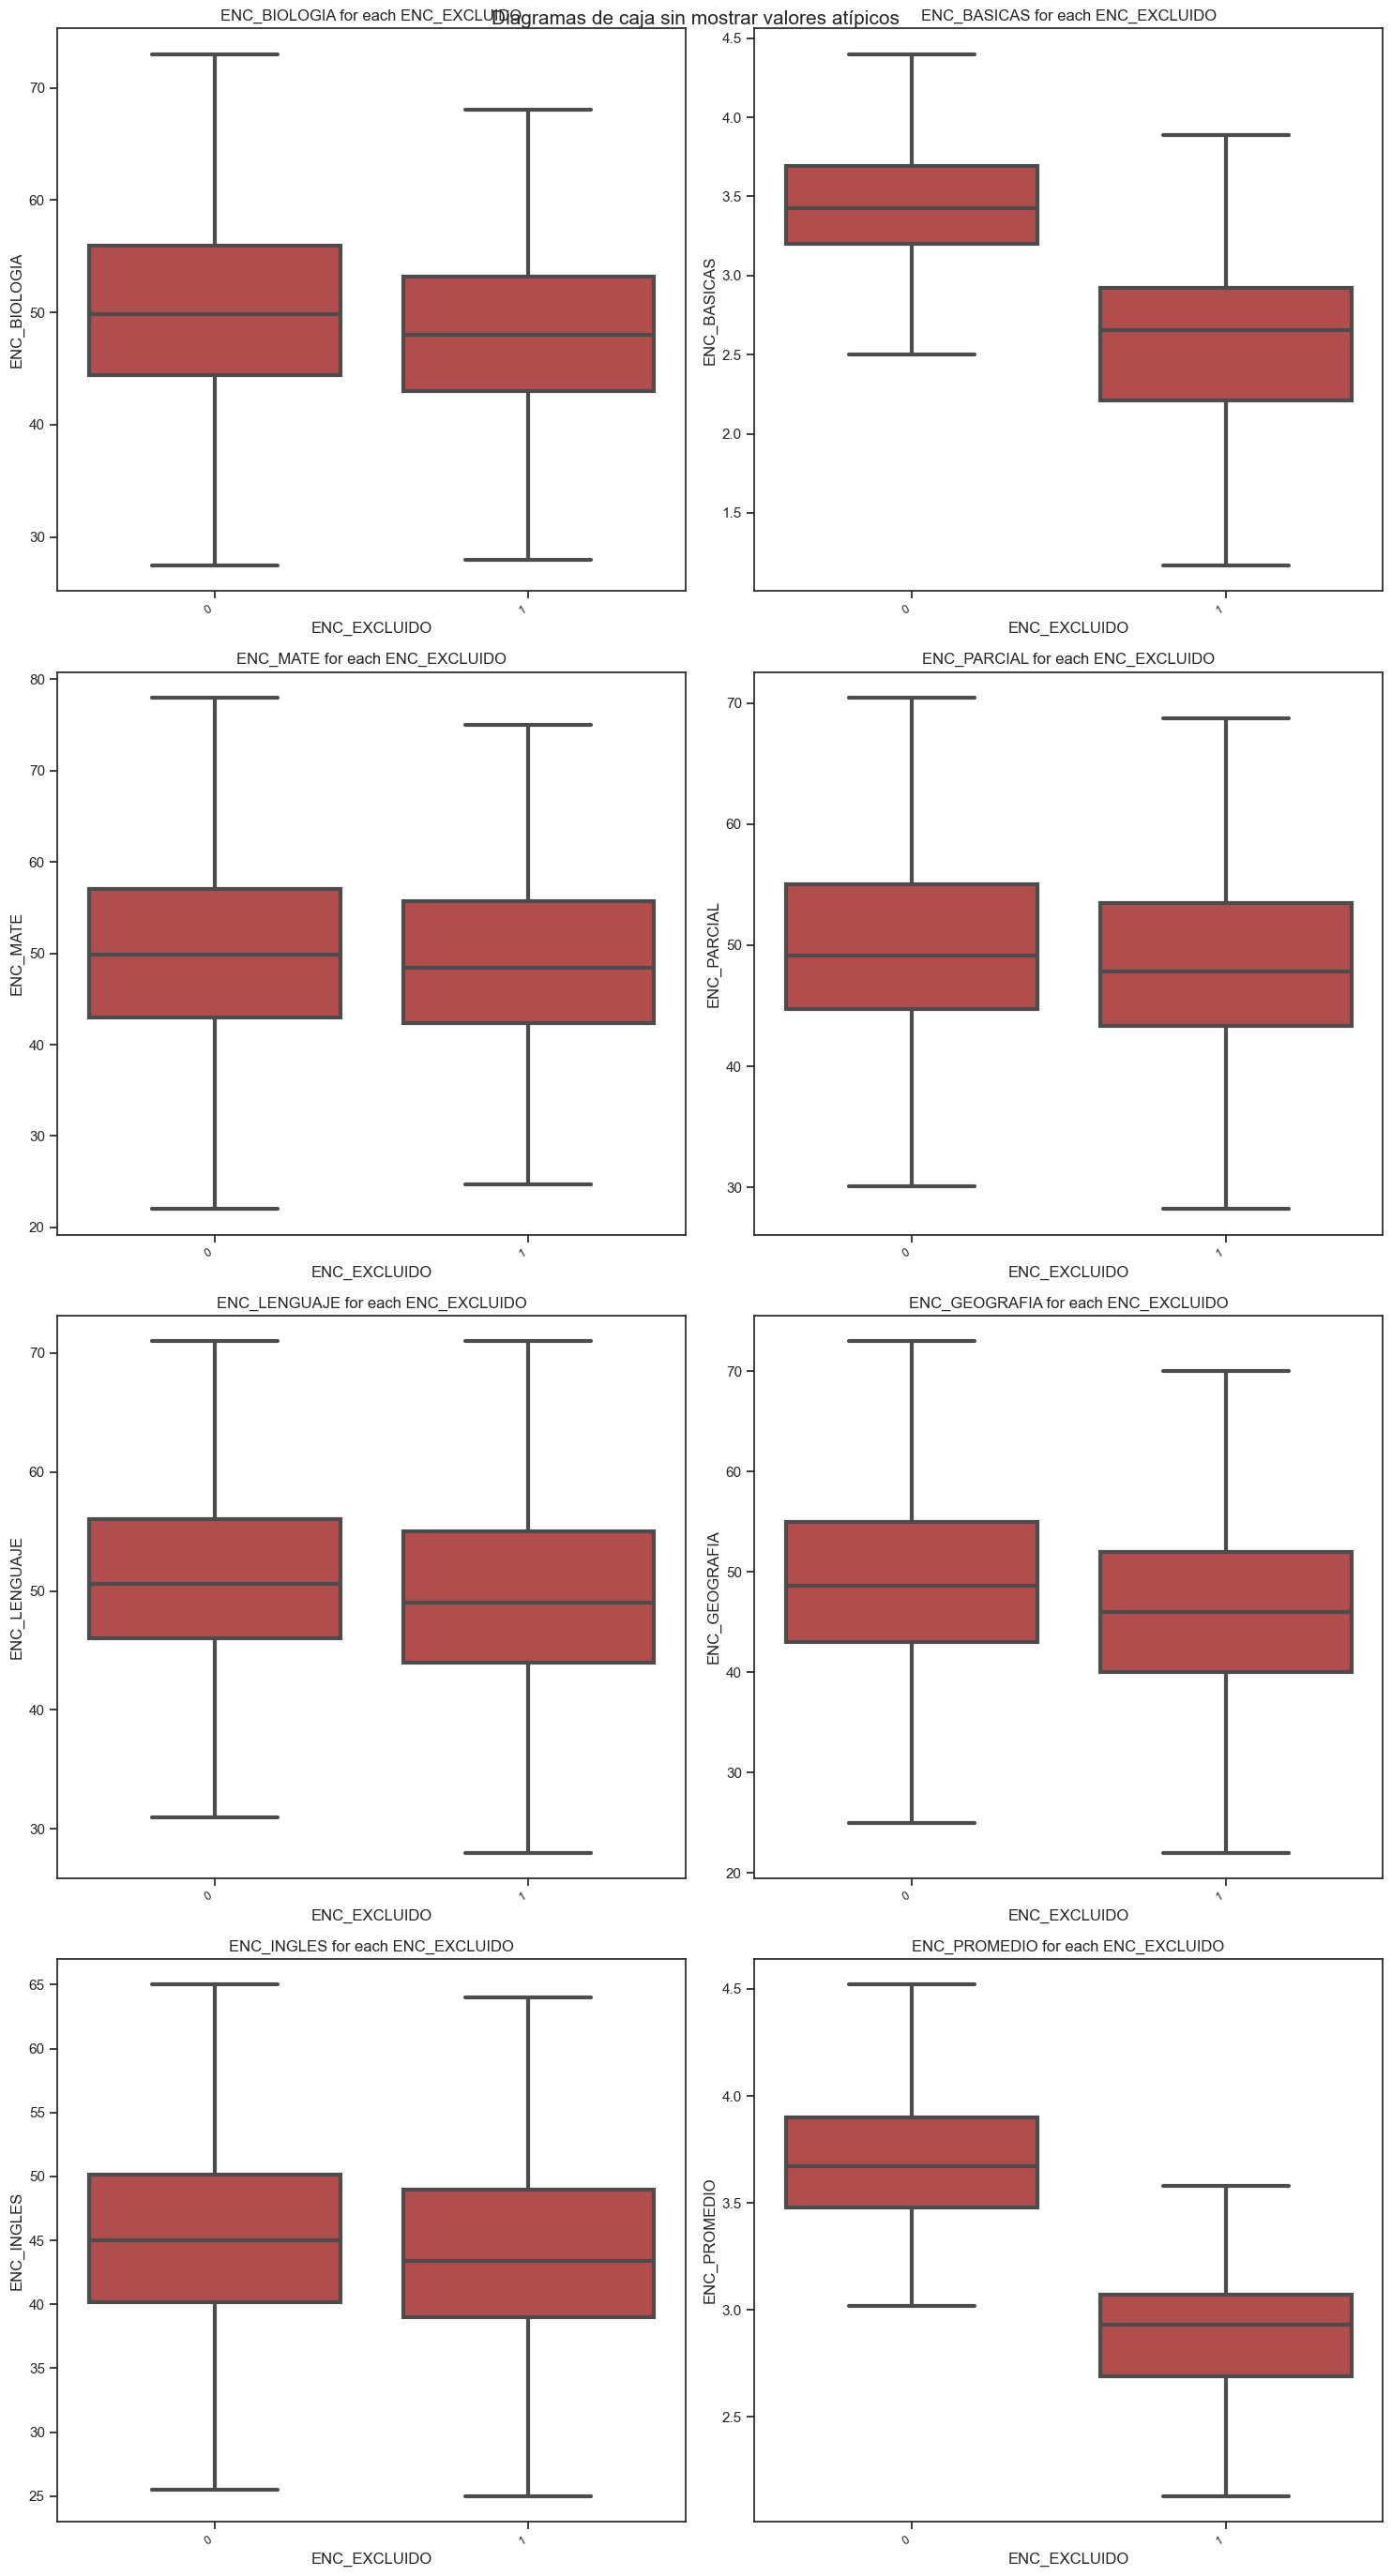 Diagramas de caja sin mostrar valores atípicos
ENC_BIOLOGIA for each ENC_EXCLUIDO
ENC_BIOLOGIA
70
60
50
40
30
0
1
ENC_EXCLUIDO
ENC_BASICAS for each ENC_EXCLUIDO
ENC_BASICAS
4.5
4.0
3.5
3.0
2.5
2.0
1.5
0
1
ENC_EXCLUIDO
ENC_MATE for each ENC_EXCLUIDO
ENC_MATE
80
70
60
50
40
30
20
0
1
ENC_EXCLUIDO
ENC_PARCIAL for each ENC_EXCLUIDO
ENC_PARCIAL
70
60
50
40
30
0
1
ENC_EXCLUIDO
ENC_LENGUAJE for each ENC_EXCLUIDO
ENC_LENGUAJE
70
60
50
40
30
0
1
ENC_EXCLUIDO
ENC_GEOGRAFIA for each ENC_EXCLUIDO
ENC_GEOGRAFIA
70
60
50
40
30
20
0
1
ENC_EXCLUIDO
ENC_INGLES for each ENC_EXCLUIDO
ENC_INGLES
65
60
55
50
45
40
35
30
25
0
1
ENC_EXCLUIDO
ENC_PROMEDIO for each ENC_EXCLUIDO
ENC_PROMEDIO
4.5
4.0
3.5
3.0
2.5
0
1
ENC_EXCLUIDO